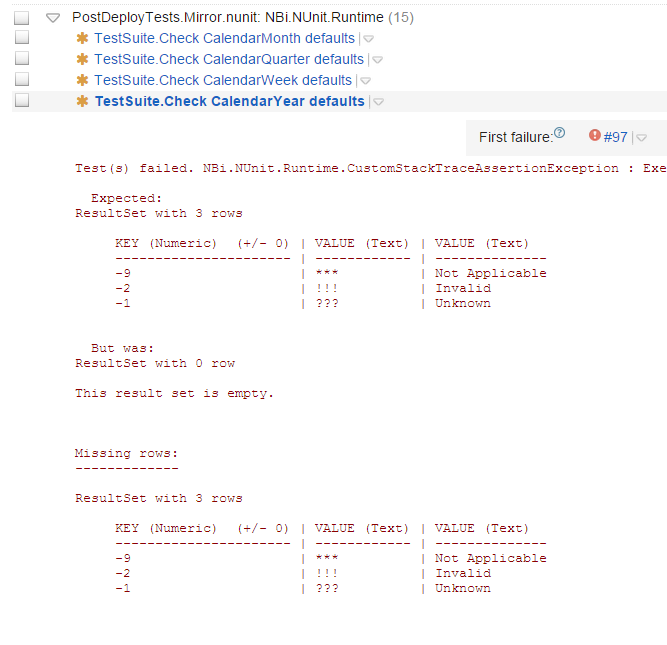 PostDeployTests.Mirror.nunit: NBi.NUnit.Runtime (15)
TestSuite.Check CalendarMonth defaults |
TestSuite.Check CalendarQuarter defaults |
TestSuite.Check CalendarWeek defaults |
TestSuite.Check CalendarYear defaults |
First failure: ? ! #97 |
Test(s) failed. NBi.NUnit.Runtime.CustomStackTraceAssertionException : Exe
Expected:
ResultSet with 3 rows
KEY (Numeric)  (+/- 0) | VALUE (Text) | VALUE (Text)
---------------------- | ------------ | --------------
-9 | *** | Not Applicable
-2 | !!! | Invalid
-1 | ??? | Unknown
But was:
ResultSet with 0 row
This result set is empty.
Missing rows:
-------------
ResultSet with 3 rows
KEY (Numeric)  (+/- 0) | VALUE (Text) | VALUE (Text)
---------------------- | ------------ | --------------
-9 | *** | Not Applicable
-2 | !!! | Invalid
-1 | ??? | Unknown